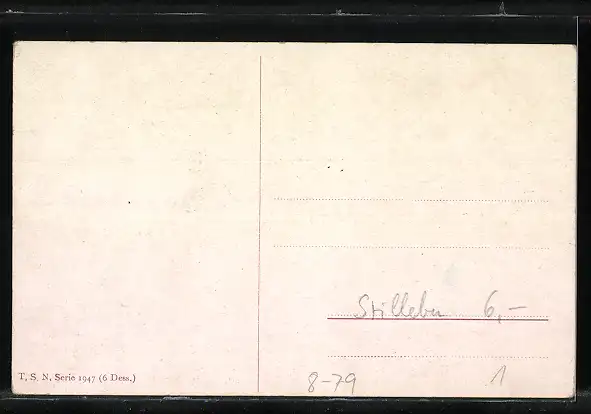 Stilleben 6,-
T. S. N. Serie 1947 (6 Dess.)
8-79 1